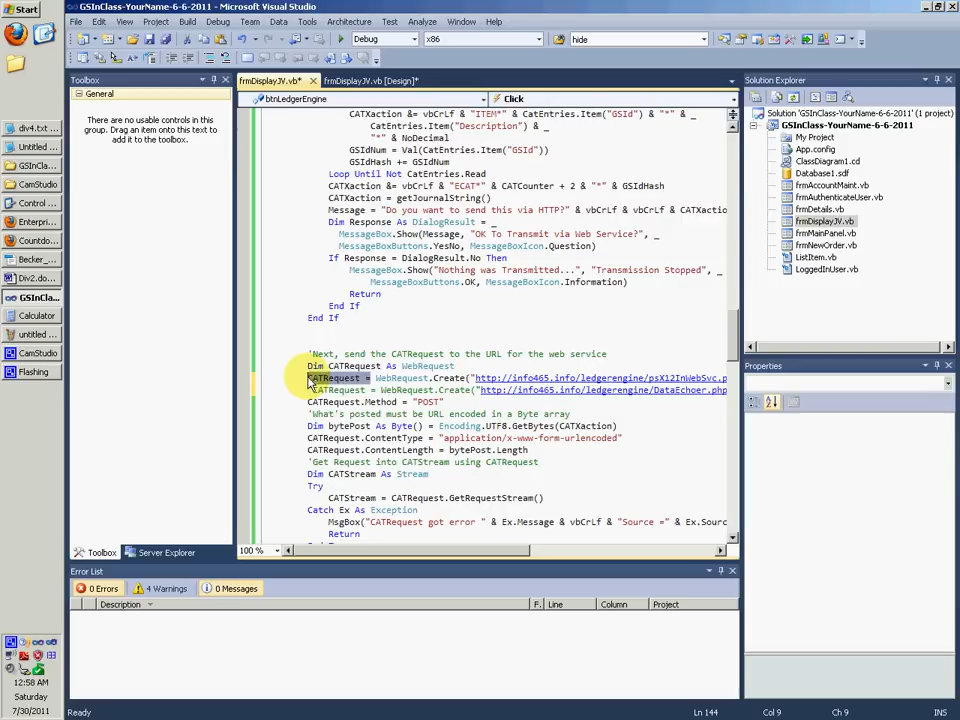 Start
GSInClass-YourName-6-6-2011 - Microsoft Visual Studio
File Edit View Project Build Debug Team Data Tools Architecture Test Analyze Window Help
Debug x86 hide
Toolbox
frmDisplayJV.vb* frmDisplayJV.vb [Design]*
Solution Explorer
General
btnLedgerEngine Click
There are no usable controls in this
group. Drag an item onto this text to
add it to the toolbox.
CATXaction &= vbCrLf & "ITEM*" & CatEntries.Item("GSId") & "*" & _
CatEntries.Item("Description") & _
"*" & NoDecimal
GSIdNum = Val(CatEntries.Item("GSId"))
GSIdHash += GSIdNum
Loop Until Not CatEntries.Read
CATXaction &= vbCrLf & "ECAT*" & CATCounter + 2 & "*" & GSIdHash
CATXaction = getJournalString()
Message = "Do you want to send this via HTTP?" & vbCrLf & vbCrLf & CATXactio
Dim Response As DialogResult = _
MessageBox.Show(Message, "OK To Transmit via Web Service?", _
MessageBoxButtons.YesNo, MessageBoxIcon.Question)
If Response = DialogResult.No Then
MessageBox.Show("Nothing was Transmitted...", "Transmission Stopped", _
MessageBoxButtons.OK, MessageBoxIcon.Information)
Return
End If
End If
'Next, send the CATRequest to the URL for the web service
Dim CATRequest As WebRequest
CATRequest = WebRequest.Create("http://info465.info/ledgerengine/psX12InWebSvc.p
'CATRequest = WebRequest.Create("http://info465.info/ledgerengine/DataEchoer.php
CATRequest.Method = "POST"
'What's posted must be URL encoded in a Byte array
Dim bytePost As Byte() = Encoding.UTF8.GetBytes(CATXaction)
CATRequest.ContentType = "application/x-www-form-urlencoded"
CATRequest.ContentLength = bytePost.Length
'Get Request into CATStream using CATRequest
Dim CATStream As Stream
Try
CATStream = CATRequest.GetRequestStream()
Catch Ex As Exception
MsgBox("CATRequest got error " & Ex.Message & vbCrLf & "Source =" & Ex.Sourc
Return
100 %
Solution 'GSInClass-YourName-6-6-2011' (1 project)
GSInClass-YourName-6-6-2011
My Project
App.config
ClassDiagram1.cd
Database1.sdf
frmAccountMaint.vb
frmAuthenticateUser.vb
frmDetails.vb
frmDisplayJV.vb
frmMainPanel.vb
frmNewOrder.vb
ListItem.vb
LoggedInUser.vb
Properties
div4.txt ...
Untitled ...
GSInCla...
CamStudio
Control ...
Enterpri...
Countdo...
Becker_...
Div2.do...
GSInCla...
Calculator
untitled ...
CamStudio
Flashing
12:58 AM
Saturday
7/30/2011
Toolbox Server Explorer
Error List
0 Errors 4 Warnings 0 Messages
Description F. Line Column Project
Ready Ln 144 Col 9 Ch 9 INS